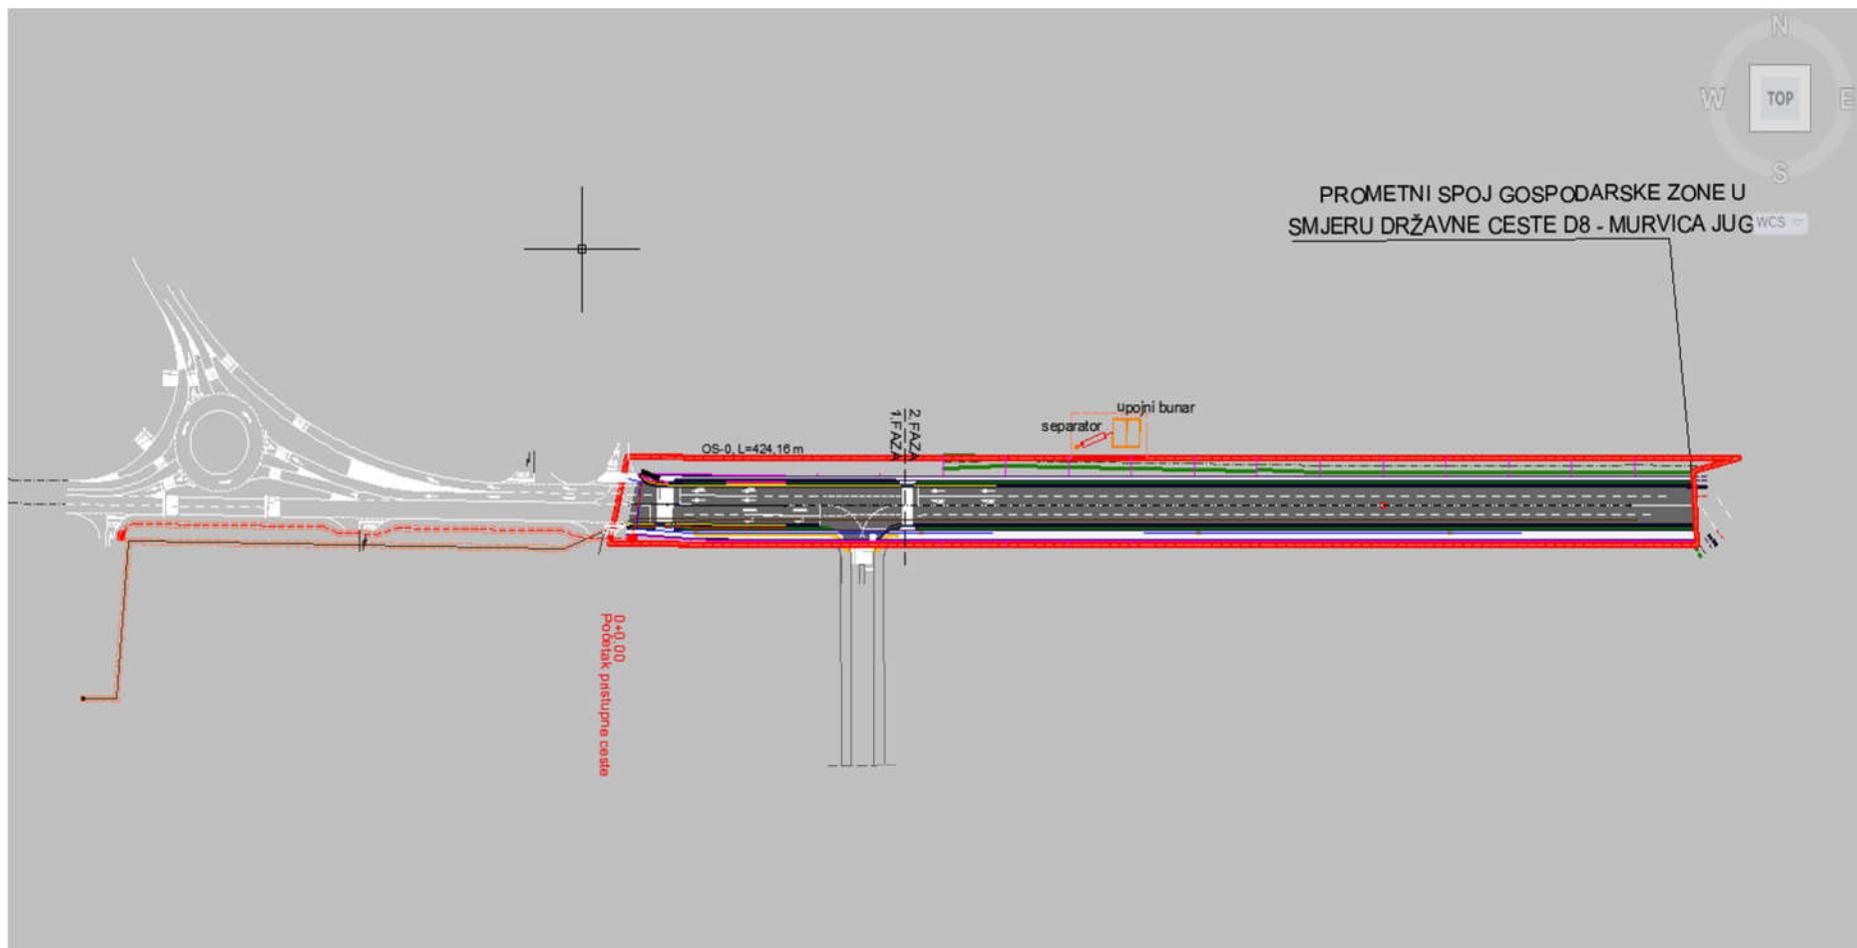 N
W
TOP
E
S
PROMETNI SPOJ GOSPODARSKE ZONE U
SMJERU DRŽAVNE CESTE D8 - MURVICA JUG
WCS
upojni bunar
separator
2.FAZA
1.FAZA
OS-0, L=424,16 m
0+0.00
Početak pristupne ceste